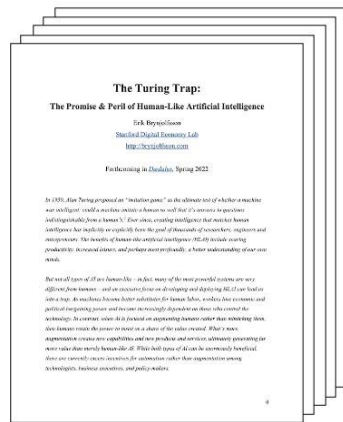 The Turing Trap:
The Promise & Peril of Human-Like Artificial Intelligence
Erik Brynjolfsson
Stanford Digital Economy Lab
http://brynjolfsson.com
Forthcoming in Daedalus, Spring 2022
In 1950, Alan Turing proposed an "imitation game" as the ultimate test of whether a machine
was intelligent: could a machine imitate a human so well that it's answers to questions
indistinguishable from a human's. Ever since, creating intelligence that matches human
intelligence has implicitly or explicitly been the goal of thousands of researchers, engineers and
entrepreneurs. The benefits of human-like artificial intelligence (HLAI) include soaring
productivity, increased leisure, and perhaps most profoundly, a better understanding of our own
minds.
But not all types of AI are human-like – in fact, many of the most powerful systems are very
different from humans – and an excessive focus on developing and deploying HLAI can lead us
into a trap. As machines become better substitutes for human labor, workers lose economic and
political bargaining power and become increasingly dependent on those who control the
technology. In contrast, when AI is focused on augmenting humans rather than mimicking them,
then humans retain the power to insist on a share of the value created. What's more,
augmentation creates new capabilities and new products and services, ultimately generating far
more value than merely human-like AI. While both types of AI can be enormously beneficial,
there are currently excess incentives for automation rather than augmentation among
technologists, business executives, and policymakers.